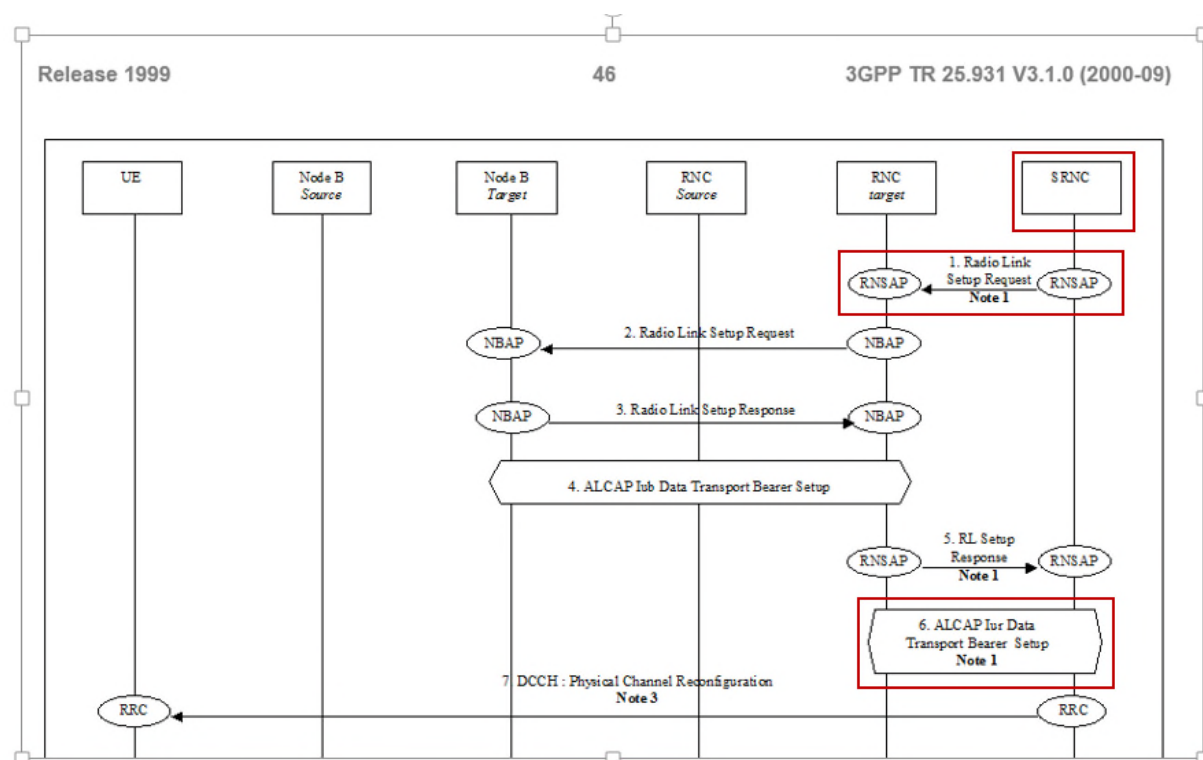 Release 1999 46 3GPP TR 25.931 V3.1.0 (2000-09)
UE
Node B
Source
Node B
Target
RNC
Source
RNC
target
SRNC
1. Radio Link
Setup Request
Note 1
RNSAP
RNSAP
2. Radio Link Setup Request
NBAP
NBAP
3. Radio Link Setup Response
NBAP
NBAP
4. ALCAP Iub Data Transport Bearer Setup
5. RL Setup
Response
Note 1
RNSAP
RNSAP
6. ALCAP Iur Data
Transport Bearer Setup
Note 1
7. DCCH : Physical Channel Reconfiguration
Note 3
RRC
RRC